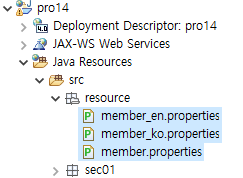 pro14
Deployment Descriptor: pro14
JAX-WS Web Services
Java Resources
src
resource
member_en.properties
member_ko.properties
member.properties
sec01